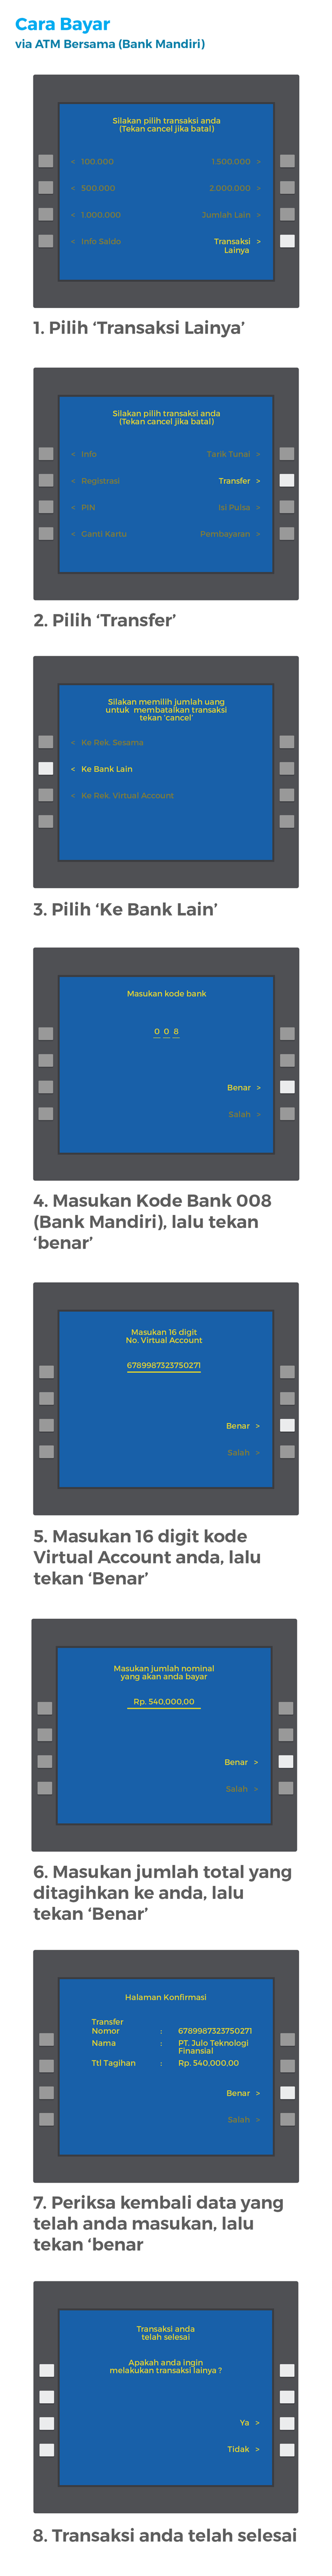 Cara Bayar
via ATM Bersama (Bank Mandiri)
Silakan pilih transaksi anda
(Tekan cancel jika batal)
< 100.000 1.500.000 >
< 500.000 2.000.000 >
< 1.000.000 Jumlah Lain >
< Info Saldo Transaksi >
Lainya
1. Pilih ‘Transaksi Lainya’
Silakan pilih transaksi anda
(Tekan cancel jika batal)
< Info Tarik Tunai >
< Registrasi Transfer >
< PIN Isi Pulsa >
< Ganti Kartu Pembayaran >
2. Pilih ‘Transfer’
Silakan memilih jumlah uang
untuk membatalkan transaksi
tekan ‘cancel’
< Ke Rek. Sesama
< Ke Bank Lain
< Ke Rek. Virtual Account
3. Pilih ‘Ke Bank Lain’
Masukan kode bank
0 0 8
Benar >
Salah >
4. Masukan Kode Bank 008
(Bank Mandiri), lalu tekan
‘benar’
Masukan 16 digit
No. Virtual Account
6789987323750271
Benar >
Salah >
5. Masukan 16 digit kode
Virtual Account anda, lalu
tekan ‘Benar’
Masukan jumlah nominal
yang akan anda bayar
Rp. 540,000,00
Benar >
Salah >
6. Masukan jumlah total yang
ditagihkan ke anda, lalu
tekan ‘Benar’
Halaman Konfirmasi
Transfer
Nomor : 6789987323750271
Nama : PT. Julo Teknologi
Finansial
Ttl Tagihan : Rp. 540,000,00
Benar >
Salah >
7. Periksa kembali data yang
telah anda masukan, lalu
tekan ‘benar
Transaksi anda
telah selesai
Apakah anda ingin
melakukan transaksi lainya ?
Ya >
Tidak >
8. Transaksi anda telah selesai